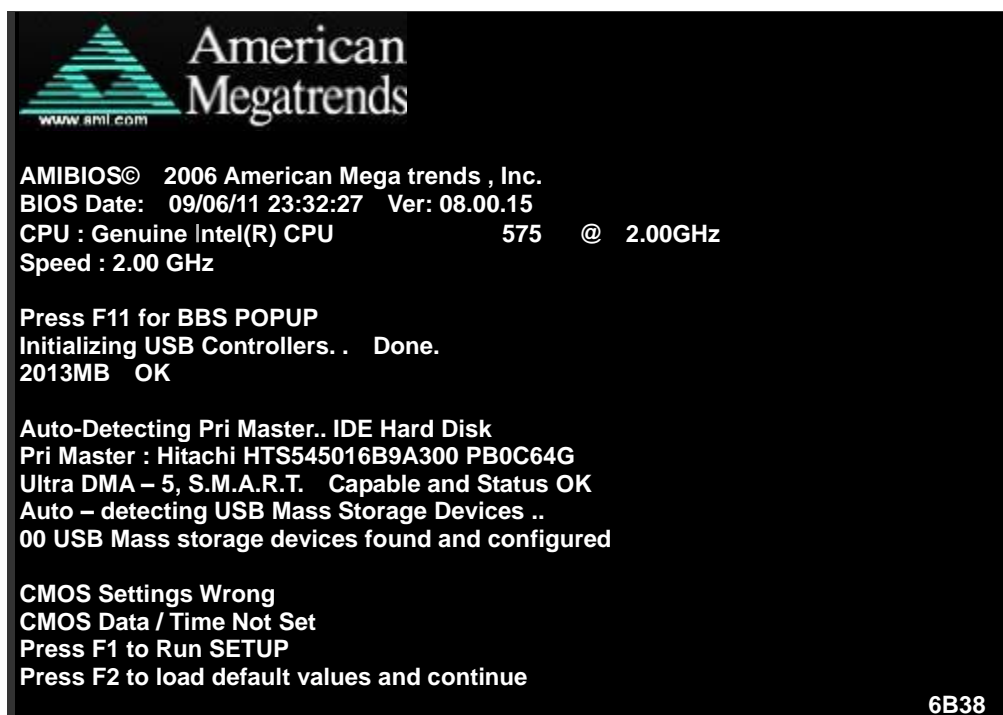 American
Megatrends
www.ami.com
AMIBIOS© 2006 American Mega trends , Inc.
BIOS Date: 09/06/11 23:32:27 Ver: 08.00.15
CPU : Genuine Intel(R) CPU 575 @ 2.00GHz
Speed : 2.00 GHz
Press F11 for BBS POPUP
Initializing USB Controllers. . Done.
2013MB OK
Auto-Detecting Pri Master.. IDE Hard Disk
Pri Master : Hitachi HTS545016B9A300 PB0C64G
Ultra DMA – 5, S.M.A.R.T. Capable and Status OK
Auto – detecting USB Mass Storage Devices ..
00 USB Mass storage devices found and configured
CMOS Settings Wrong
CMOS Data / Time Not Set
Press F1 to Run SETUP
Press F2 to load default values and continue
6B38